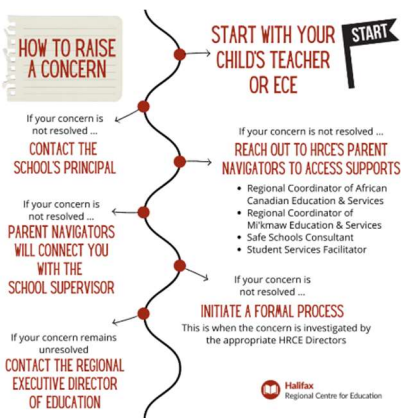 HOW TO RAISE
A CONCERN
START WITH YOUR
CHILD'S TEACHER
OR ECE
START
If your concern is
not resolved ...
CONTACT THE
SCHOOL'S PRINCIPAL
If your concern is not resolved ...
REACH OUT TO HRCE'S PARENT
NAVIGATORS TO ACCESS SUPPORTS
• Regional Coordinator of African
Canadian Education & Services
• Regional Coordinator of
Mi'kmaw Education & Services
• Safe Schools Consultant
• Student Services Facilitator
If your concern is
not resolved ...
PARENT NAVIGATORS
WILL CONNECT YOU
WITH THE
SCHOOL SUPERVISOR
If your concern is
not resolved ...
INITIATE A FORMAL PROCESS
This is when the concern is investigated by
the appropriate HRCE Directors
If your concern remains
unresolved
CONTACT THE REGIONAL
EXECUTIVE DIRECTOR
OF EDUCATION
Halifax
Regional Centre for Education